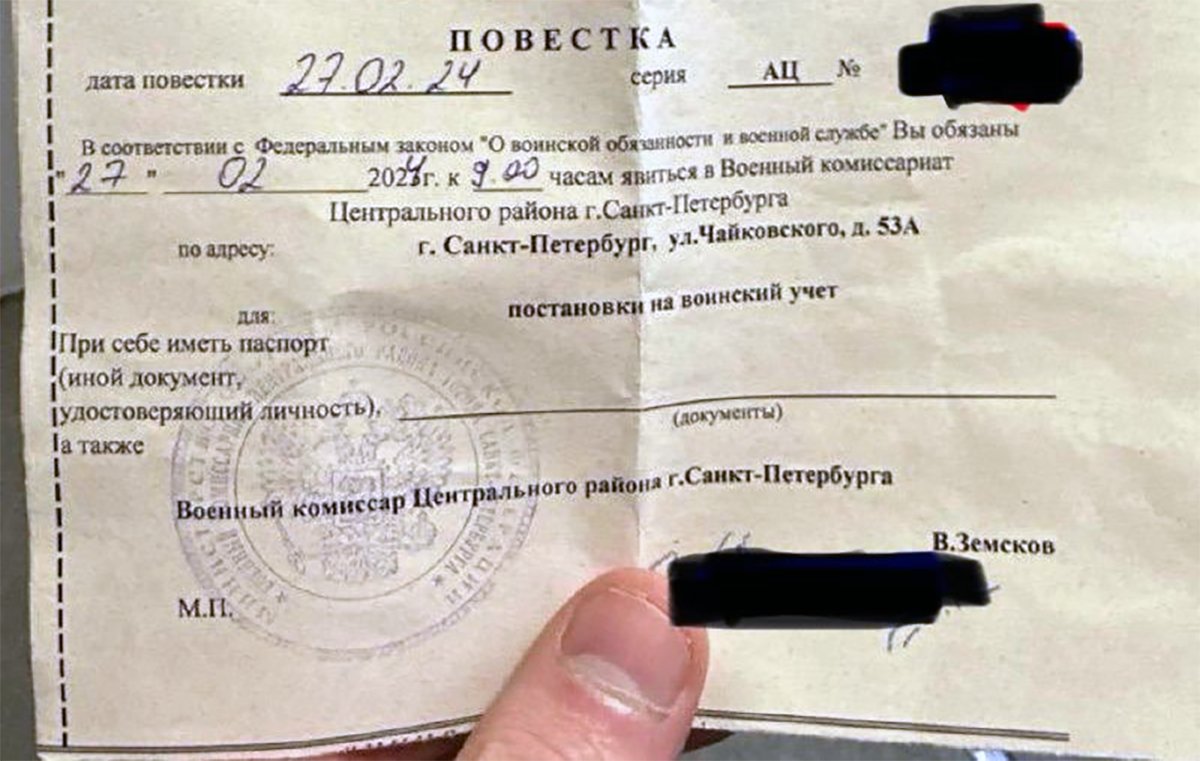 ПОВЕСТКА
дата повестки 27.02.24 серия АЦ №
В соответствии с Федеральным законом "О воинской обязанности и военной службе" Вы обязаны
"27" 02 2024г. к 9.00 часам явиться в Военный комиссариат
Центрального района г.Санкт-Петербурга
по адресу: г. Санкт-Петербург, ул.Чайковского, д. 53А
для: постановки на воинский учет
При себе иметь паспорт
(иной документ,
удостоверяющий личность),
(документы)
а также
Военный комиссар Центрального района г.Санкт-Петербурга
В.Земсков
М.П.